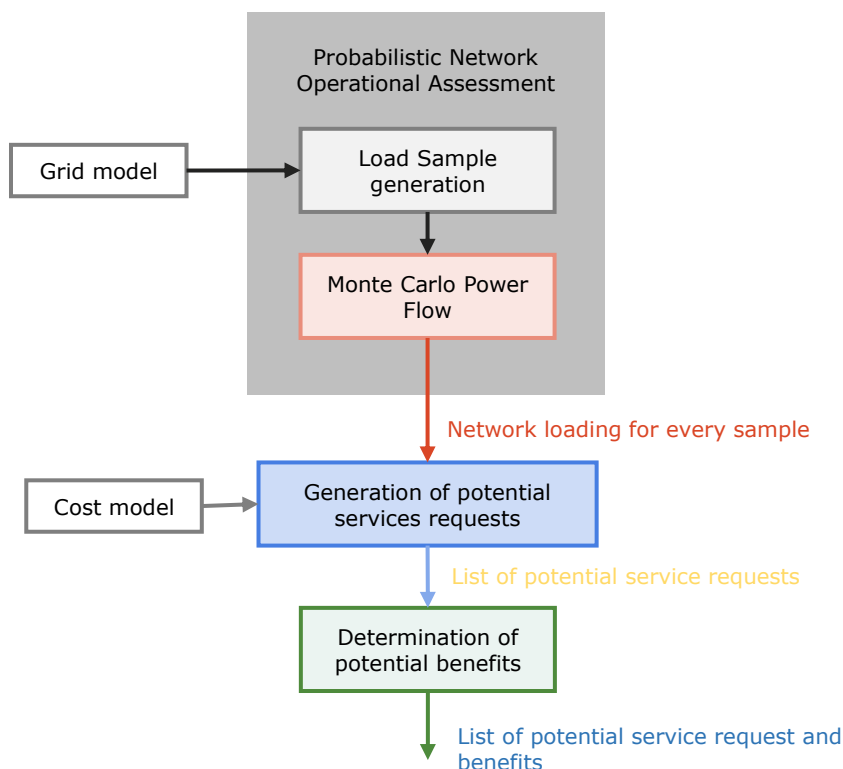 Probabilistic Network
Operational Assessment
Load Sample
generation
Grid model
Monte Carlo Power
Flow
Network loading for every sample
Generation of potential
services requests
Cost model
List of potential service requests
Determination of
potential benefits
List of potential service request and
benefits